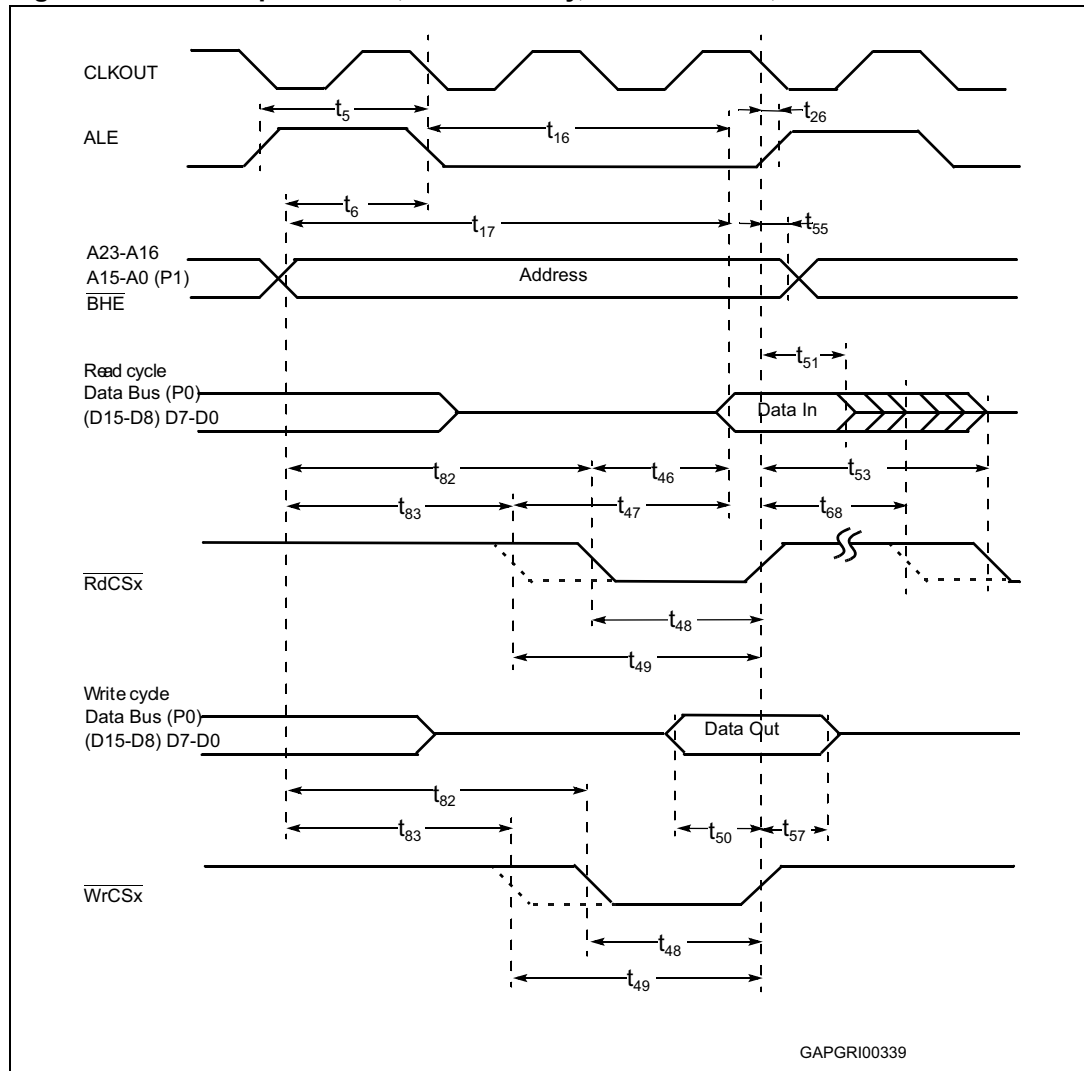 CLKOUT
t5
t26
ALE
t16
t6
t17
t55
A23-A16
A15-A0 (P1)
Address
BHE
t51
Read cycle
Data Bus (P0)
Data In
(D15-D8) D7-D0
t82
t46
t53
t83
t47
t68
RdCSx
t48
t49
Write cycle
Data Bus (P0)
Data Out
(D15-D8) D7-D0
t82
t83
t50
t57
WrCSx
t48
t49
GAPGRI00339